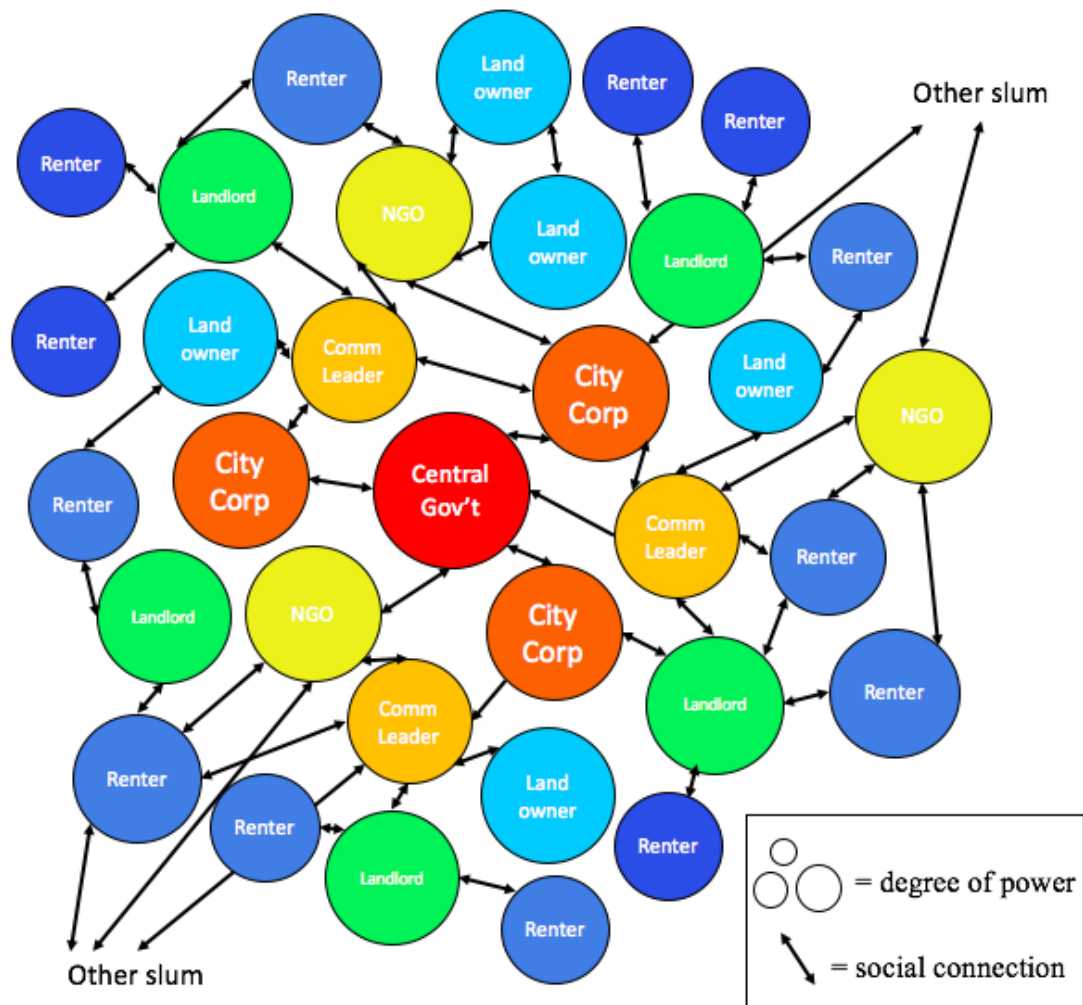 Renter
Land
owner
Renter
Renter
Other slum
Renter
Landlord
NGO
Land
owner
Landlord
Renter
Renter
Land
owner
Comm
Leader
City
Corp
Land
owner
NGO
City
Corp
Central
Gov't
Renter
Comm
Leader
Renter
Landlord
NGO
City
Corp
Renter
Landlord
Comm
Leader
Renter
Land
owner
Renter
Landlord
Renter
Renter
Other slum
= degree of power
= social connection